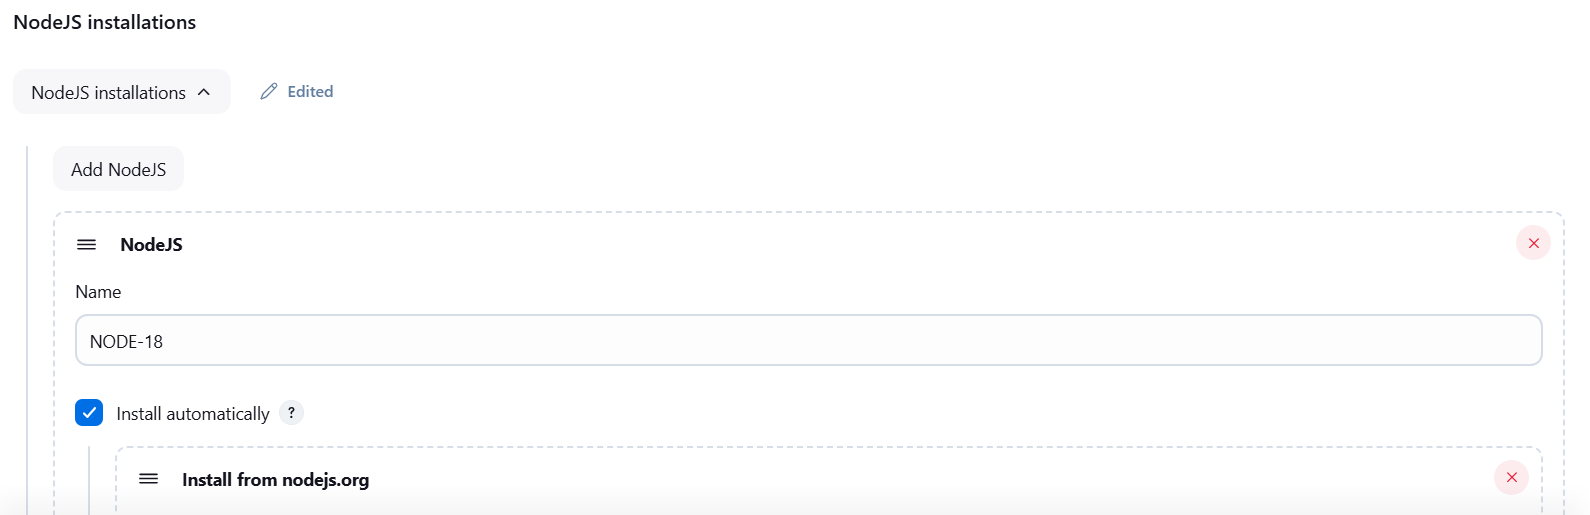 NodeJS installations
NodeJS installations
Edited
Add NodeJS
NodeJS
Name
NODE-18
Install automatically ?
Install from nodejs.org